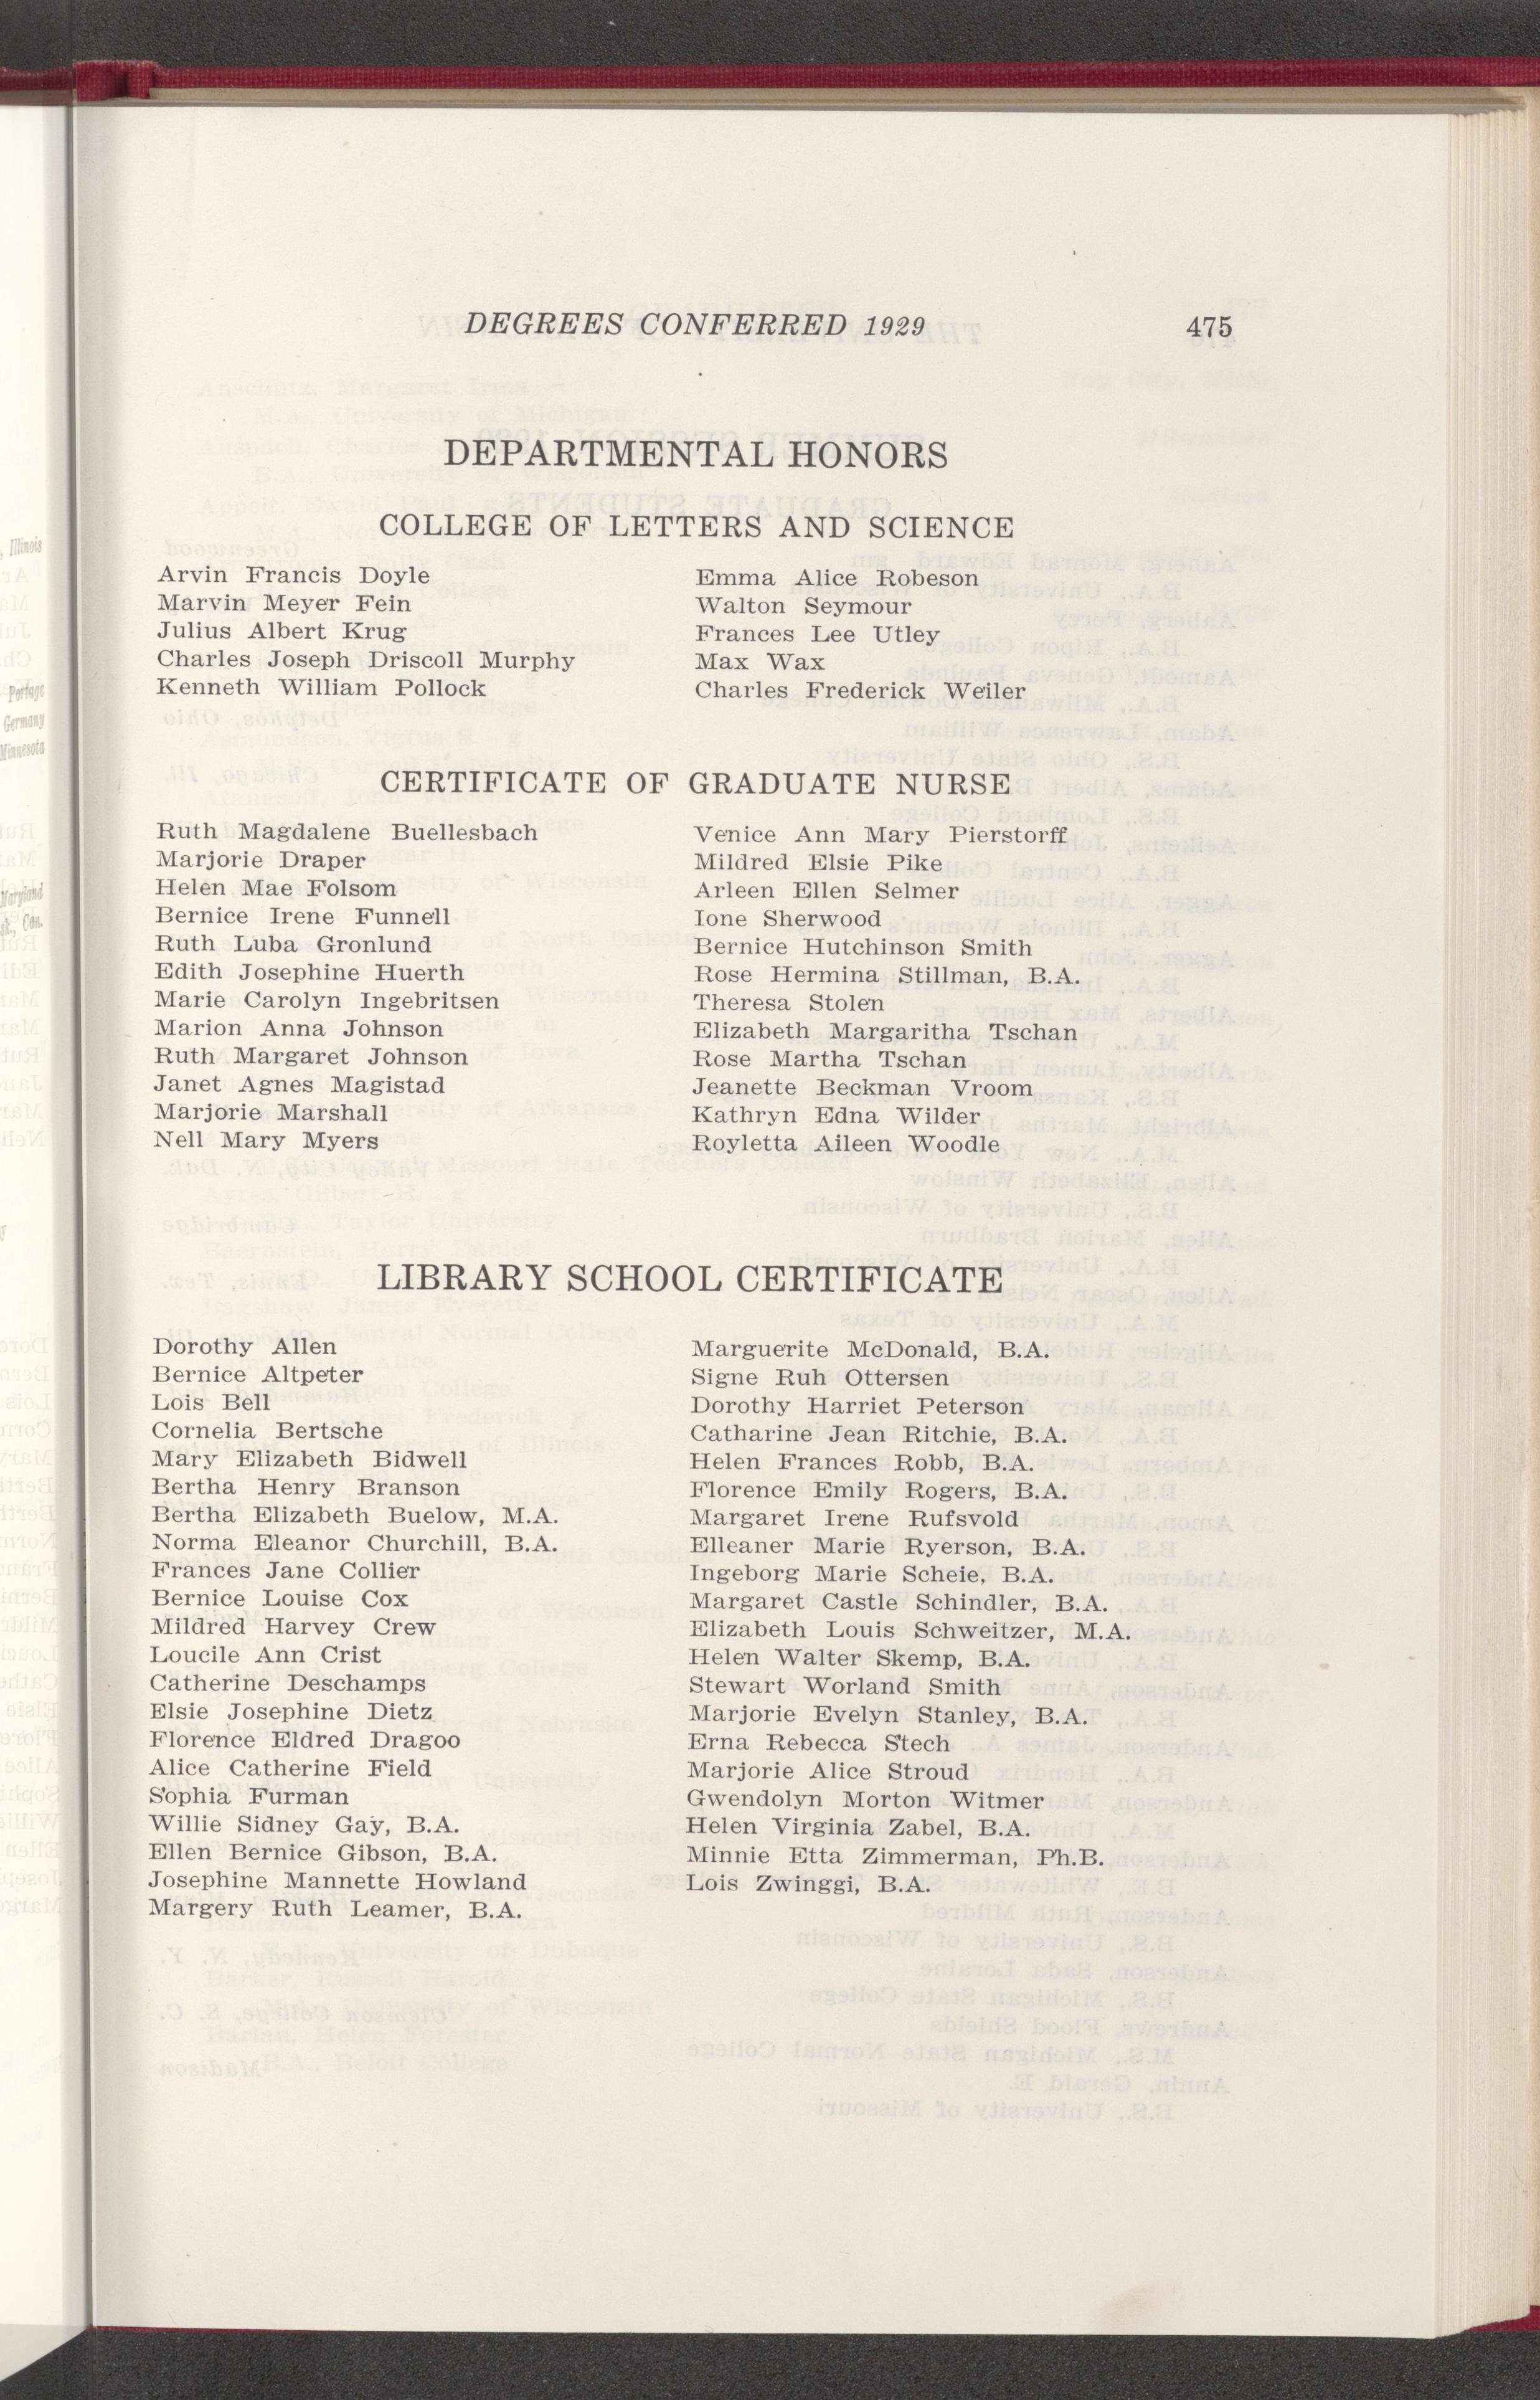 DEGREES CONFERRED 1929 475
DEPARTMENTAL HONORS
COLLEGE OF LETTERS AND SCIENCE
Arvin Francis Doyle
Marvin Meyer Fein
Julius Albert Krug
Charles Joseph Driscoll Murphy
Kenneth William Pollock
Emma Alice Robeson
Walton Seymour
Frances Lee Utley
Max Wax
Charles Frederick Weiler
CERTIFICATE OF GRADUATE NURSE
Ruth Magdalene Buellesbach
Marjorie Draper
Helen Mae Folsom
Bernice Irene Funnell
Ruth Luba Gronlund
Edith Josephine Huerth
Marie Carolyn Ingebritsen
Marion Anna Johnson
Ruth Margaret Johnson
Janet Agnes Magistad
Marjorie Marshall
Nell Mary Myers
Venice Ann Mary Pierstorff
Mildred Elsie Pike
Arleen Ellen Selmer
Ione Sherwood
Bernice Hutchinson Smith
Rose Hermina Stillman, B.A.
Theresa Stolen
Elizabeth Margaritha Tschan
Rose Martha Tschan
Jeanette Beckman Vroom
Kathryn Edna Wilder
Royletta Aileen Woodle
LIBRARY SCHOOL CERTIFICATE
Dorothy Allen
Bernice Altpeter
Lois Bell
Cornelia Bertsche
Mary Elizabeth Bidwell
Bertha Henry Branson
Bertha Elizabeth Buelow, M.A.
Norma Eleanor Churchill, B.A.
Frances Jane Collier
Bernice Louise Cox
Mildred Harvey Crew
Loucile Ann Crist
Catherine Deschamps
Elsie Josephine Dietz
Florence Eldred Dragoo
Alice Catherine Field
Sophia Furman
Willie Sidney Gay, B.A.
Ellen Bernice Gibson, B.A.
Josephine Mannette Howland
Margery Ruth Leamer, B.A.
Marguerite McDonald, B.A.
Signe Ruh Ottersen
Dorothy Harriet Peterson
Catharine Jean Ritchie, B.A.
Helen Frances Robb, B.A.
Florence Emily Rogers, B.A.
Margaret Irene Rufsvold
Elleaner Marie Ryerson, B.A.
Ingeborg Marie Scheie, B.A.
Margaret Castle Schindler, B.A.
Elizabeth Louis Schweitzer, M.A.
Helen Walter Skemp, B.A.
Stewart Worland Smith
Marjorie Evelyn Stanley, B.A.
Erna Rebecca Stech
Marjorie Alice Stroud
Gwendolyn Morton Witmer
Helen Virginia Zabel, B.A.
Minnie Etta Zimmerman, Ph.B.
Lois Zwinggi, B.A.